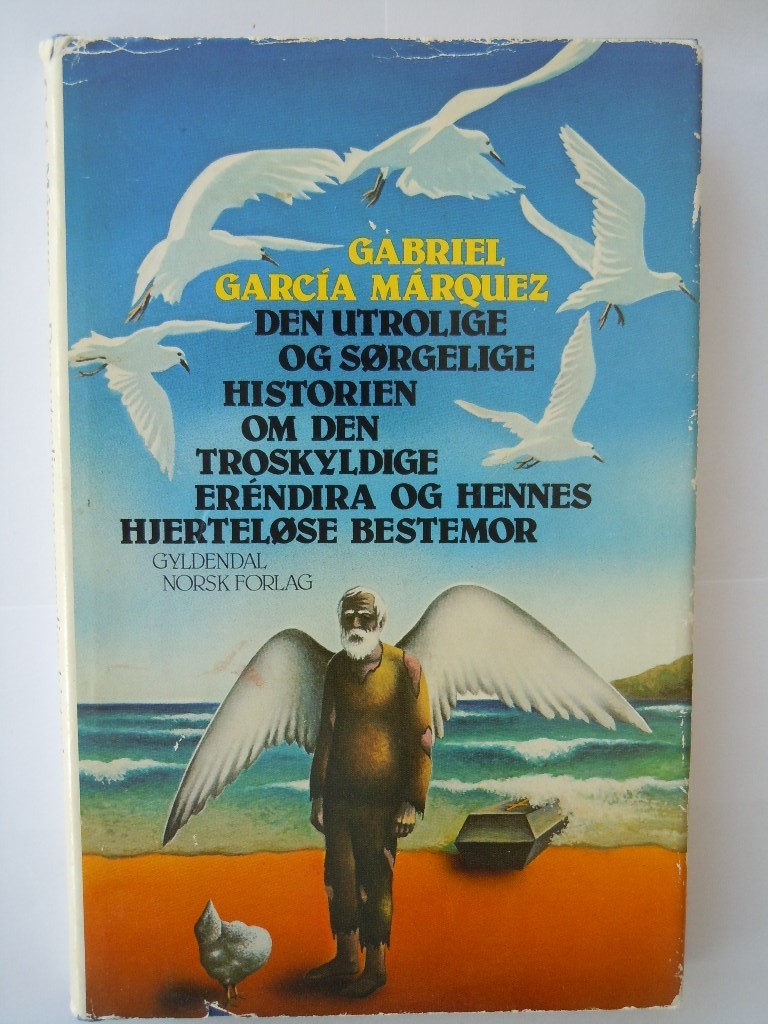 GABRIEL
GARCÍA MÁRQUEZ
DEN UTROLIGE
OG SØRGELIGE
HISTORIEN
OM DEN
TROSKYLDIGE
ERÉNDIRA OG HENNES
HJERTELØSE BESTEMOR
GYLDENDAL
NORSK FORLAG